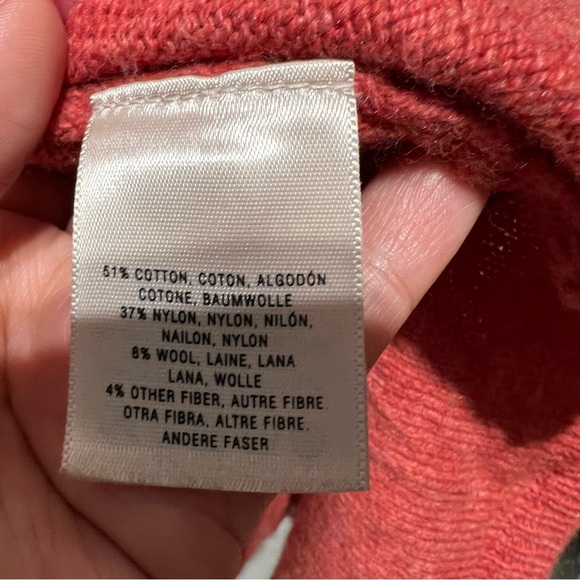 51% COTTON, COTON, ALGODÓN
COTONE, BAUMWOLLE
37% NYLON, NYLON, NILÓN,
NAILON, NYLON
8% WOOL, LAINE, LANA
LANA, WOLLE
4% OTHER FIBER, AUTRE FIBRE.
OTRA FIBRA, ALTRE FIBRE.
ANDERE FASER